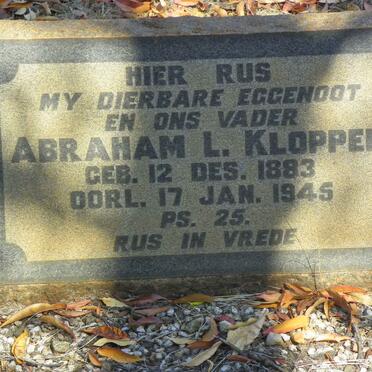 HIER RUS
MY DIERBARE EGGENOOT
EN ONS VADER
ABRAHAM L. KLOPPER
GEB. 12 DES. 1883
OORL. 17 JAN. 1945
PS. 25.
RUS IN VREDE